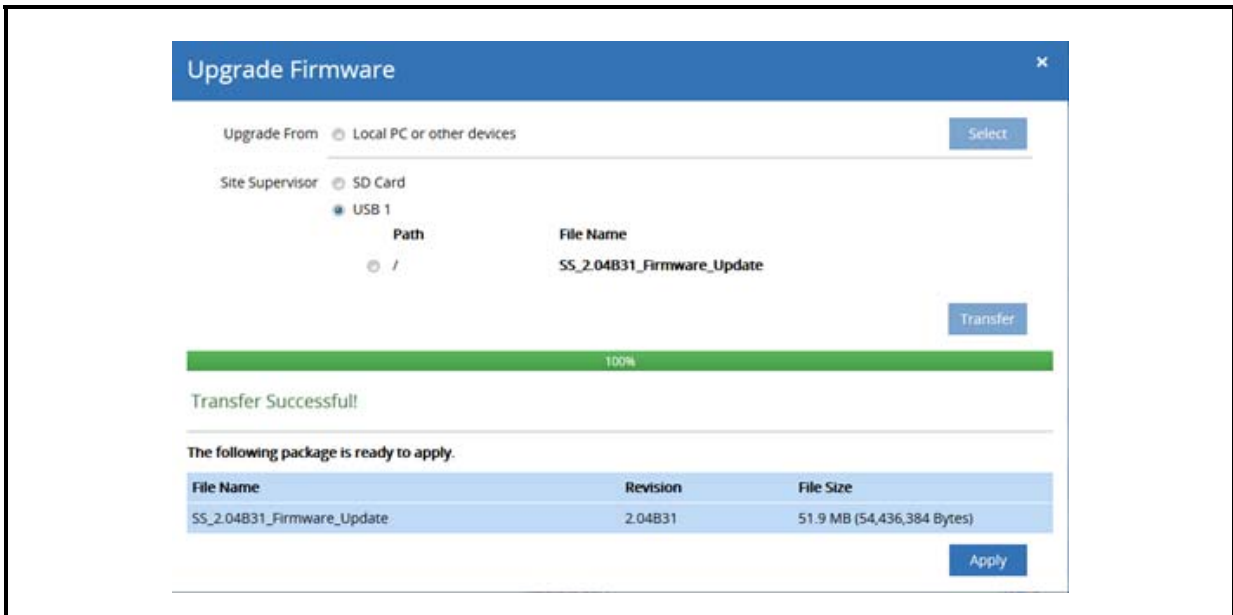 Upgrade Firmware ×
Upgrade From Local PC or other devices Select
Site Supervisor SD Card
USB 1
Path File Name
/ SS_2.04B31_Firmware_Update
Transfer
100%
Transfer Successful!
The following package is ready to apply.
File Name Revision File Size
SS_2.04B31_Firmware_Update 2.04B31 51.9 MB (54,436,384 Bytes)
Apply